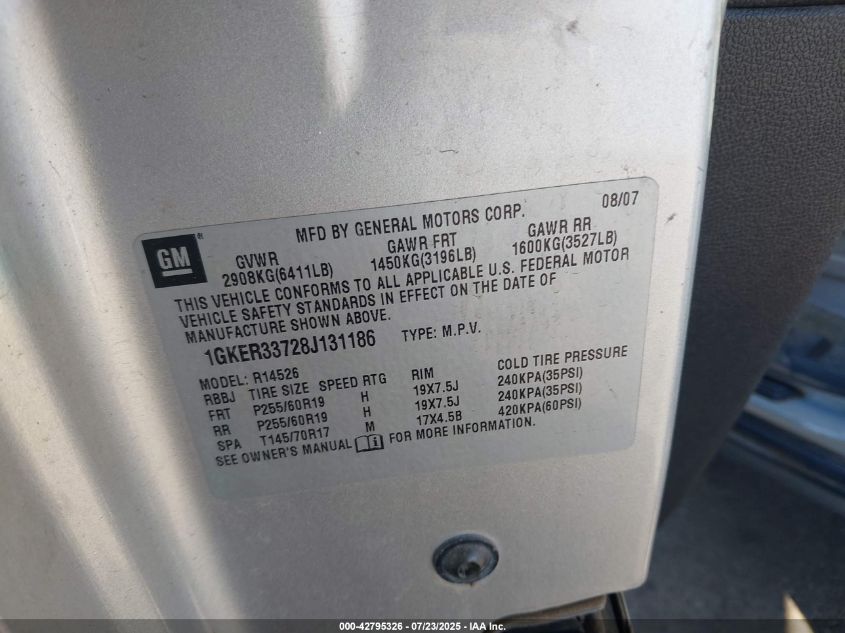 08/07
MFD BY GENERAL MOTORS CORP.
GM®
GVWR GAWR FRT GAWR RR
2908KG(6411LB) 1450KG(3196LB) 1600KG(3527LB)
THIS VEHICLE CONFORMS TO ALL APPLICABLE U.S. FEDERAL MOTOR
VEHICLE SAFETY STANDARDS IN EFFECT ON THE DATE OF
MANUFACTURE SHOWN ABOVE.
1GKER33728J131186 TYPE: M.P.V.
MODEL: R14526
RBBJ TIRE SIZE SPEED RTG RIM COLD TIRE PRESSURE
FRT P255/60R19 H 19X7.5J 240KPA(35PSI)
RR P255/60R19 H 19X7.5J 240KPA(35PSI)
SPA T145/70R17 M 17X4.5B 420KPA(60PSI)
SEE OWNER'S MANUAL i FOR MORE INFORMATION.
000-42795326 - 07/23/2025 - IAA Inc.